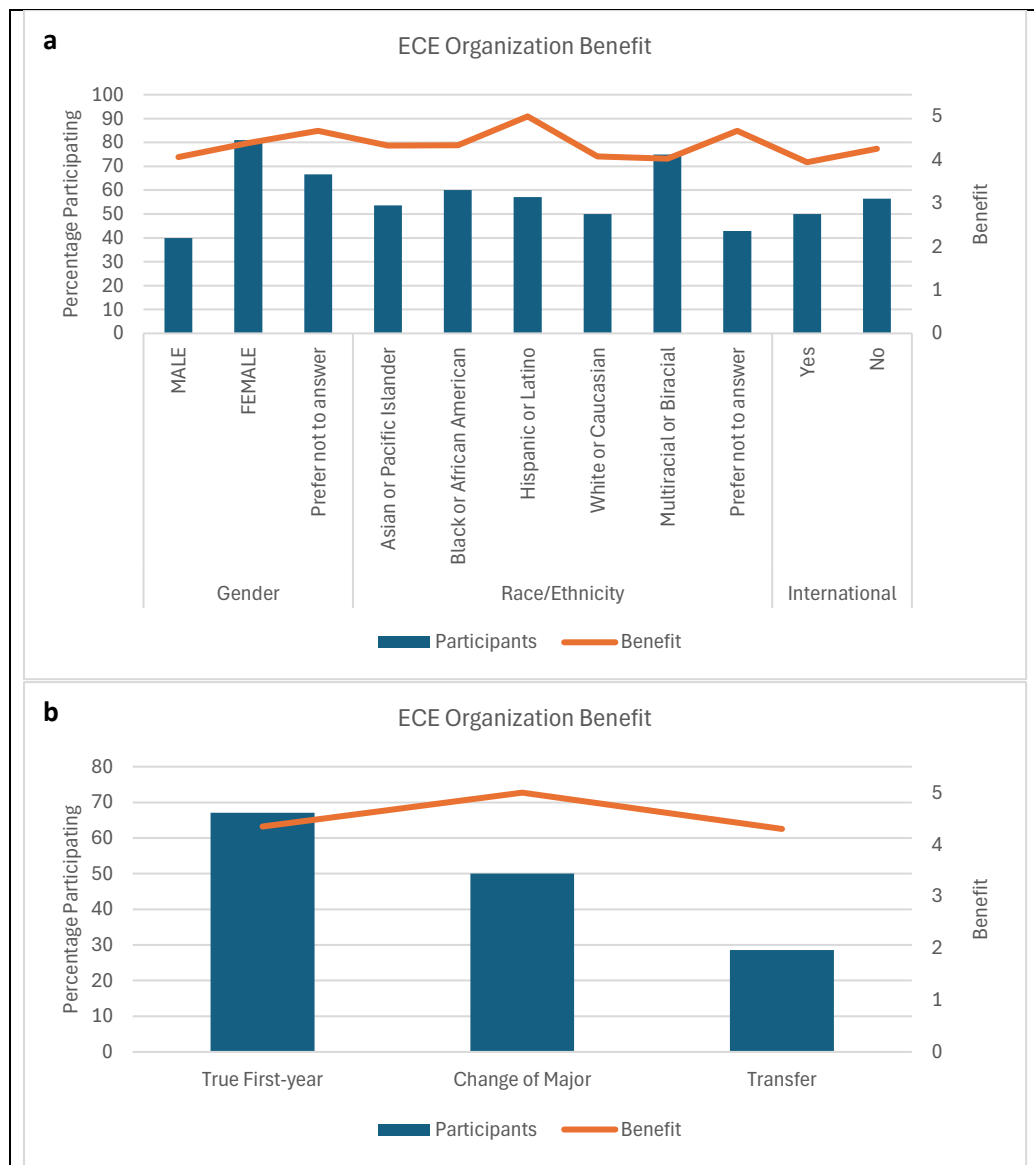 a
ECE Organization Benefit
Percentage Participating
100
90
80
70
60
50
40
30
20
10
0
5
4
3
2
1
0
Benefit
MALE
FEMALE
Prefer not to answer
Asian or Pacific Islander
Black or African American
Hispanic or Latino
White or Caucasian
Multiracial or Biracial
Prefer not to answer
Yes
No
Gender
Race/Ethnicity
International
Participants
Benefit
b
ECE Organization Benefit
Percentage Participating
80
70
60
50
40
30
20
10
0
5
4
3
2
1
0
Benefit
True First-year
Change of Major
Transfer
Participants
Benefit